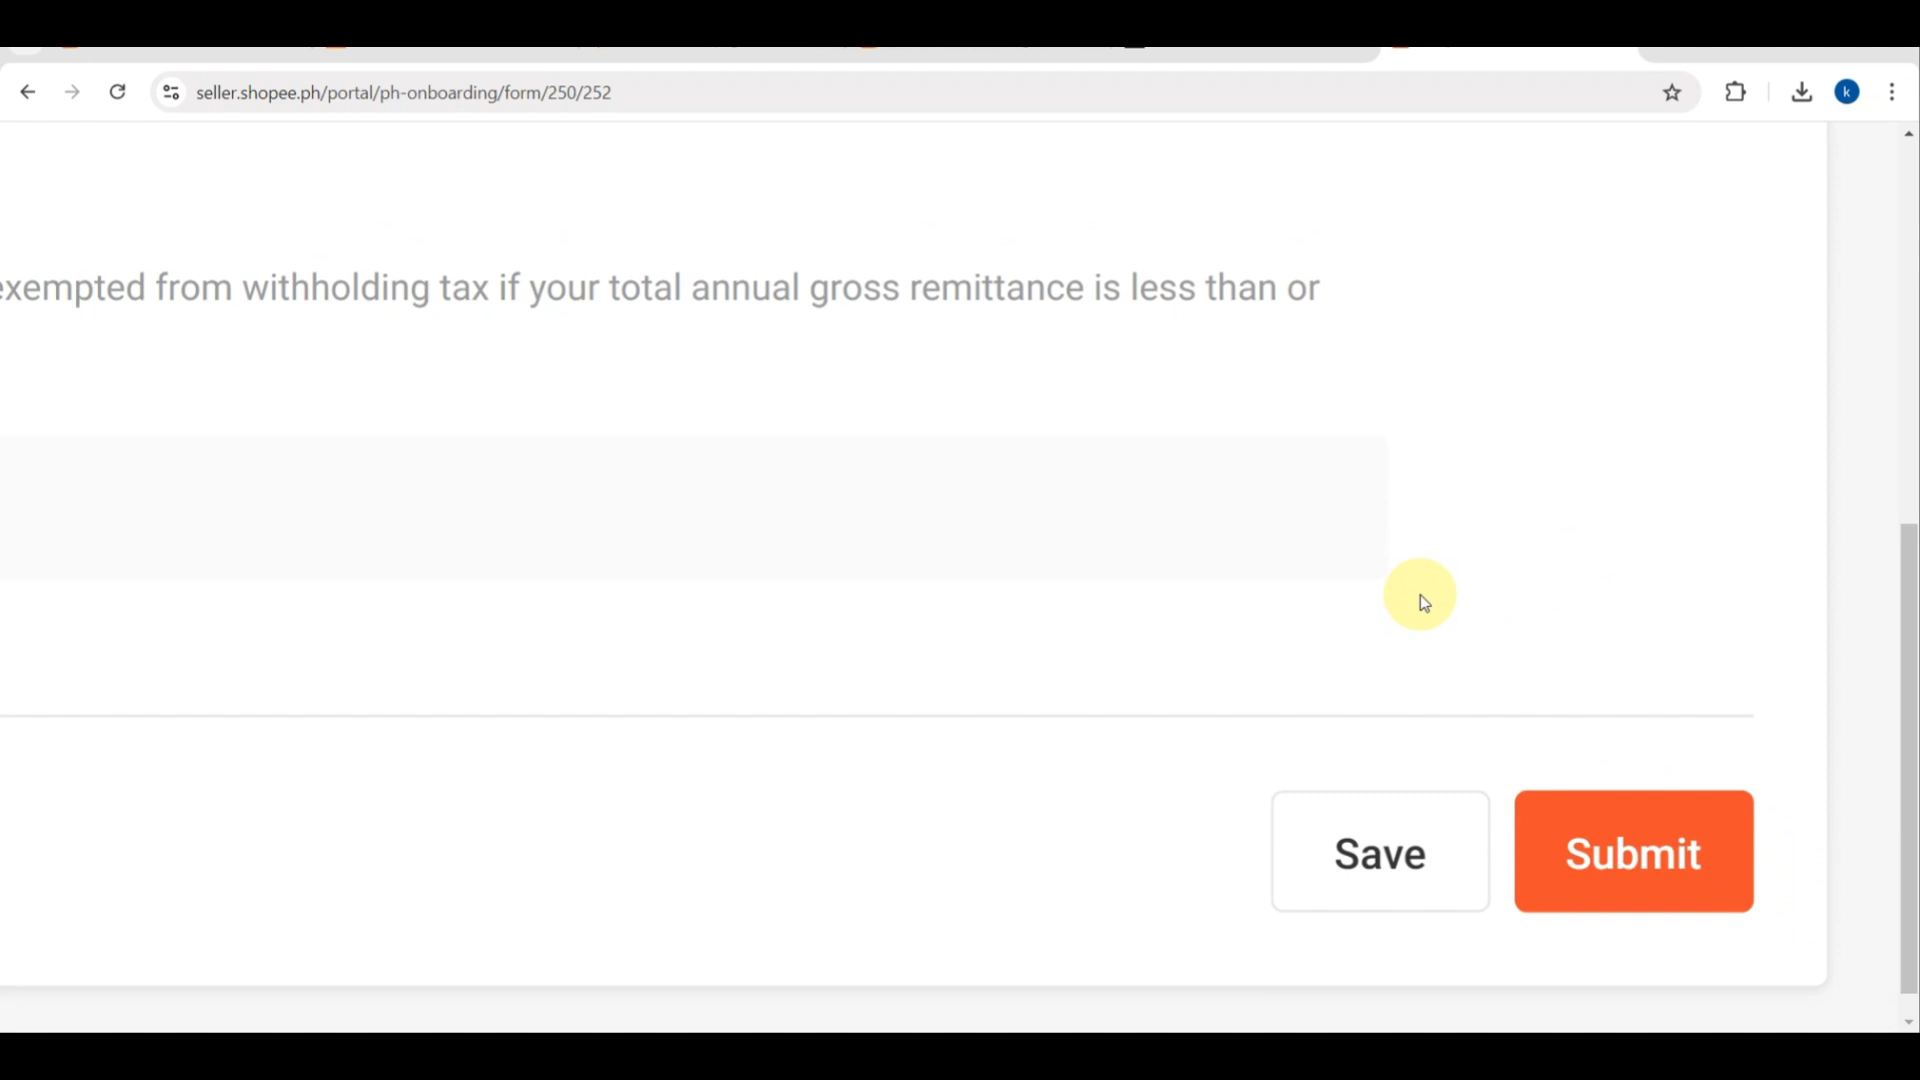 seller.shopee.ph/portal/ph-onboarding/form/250/252
k
exempted from withholding tax if your total annual gross remittance is less than or
Save
Submit